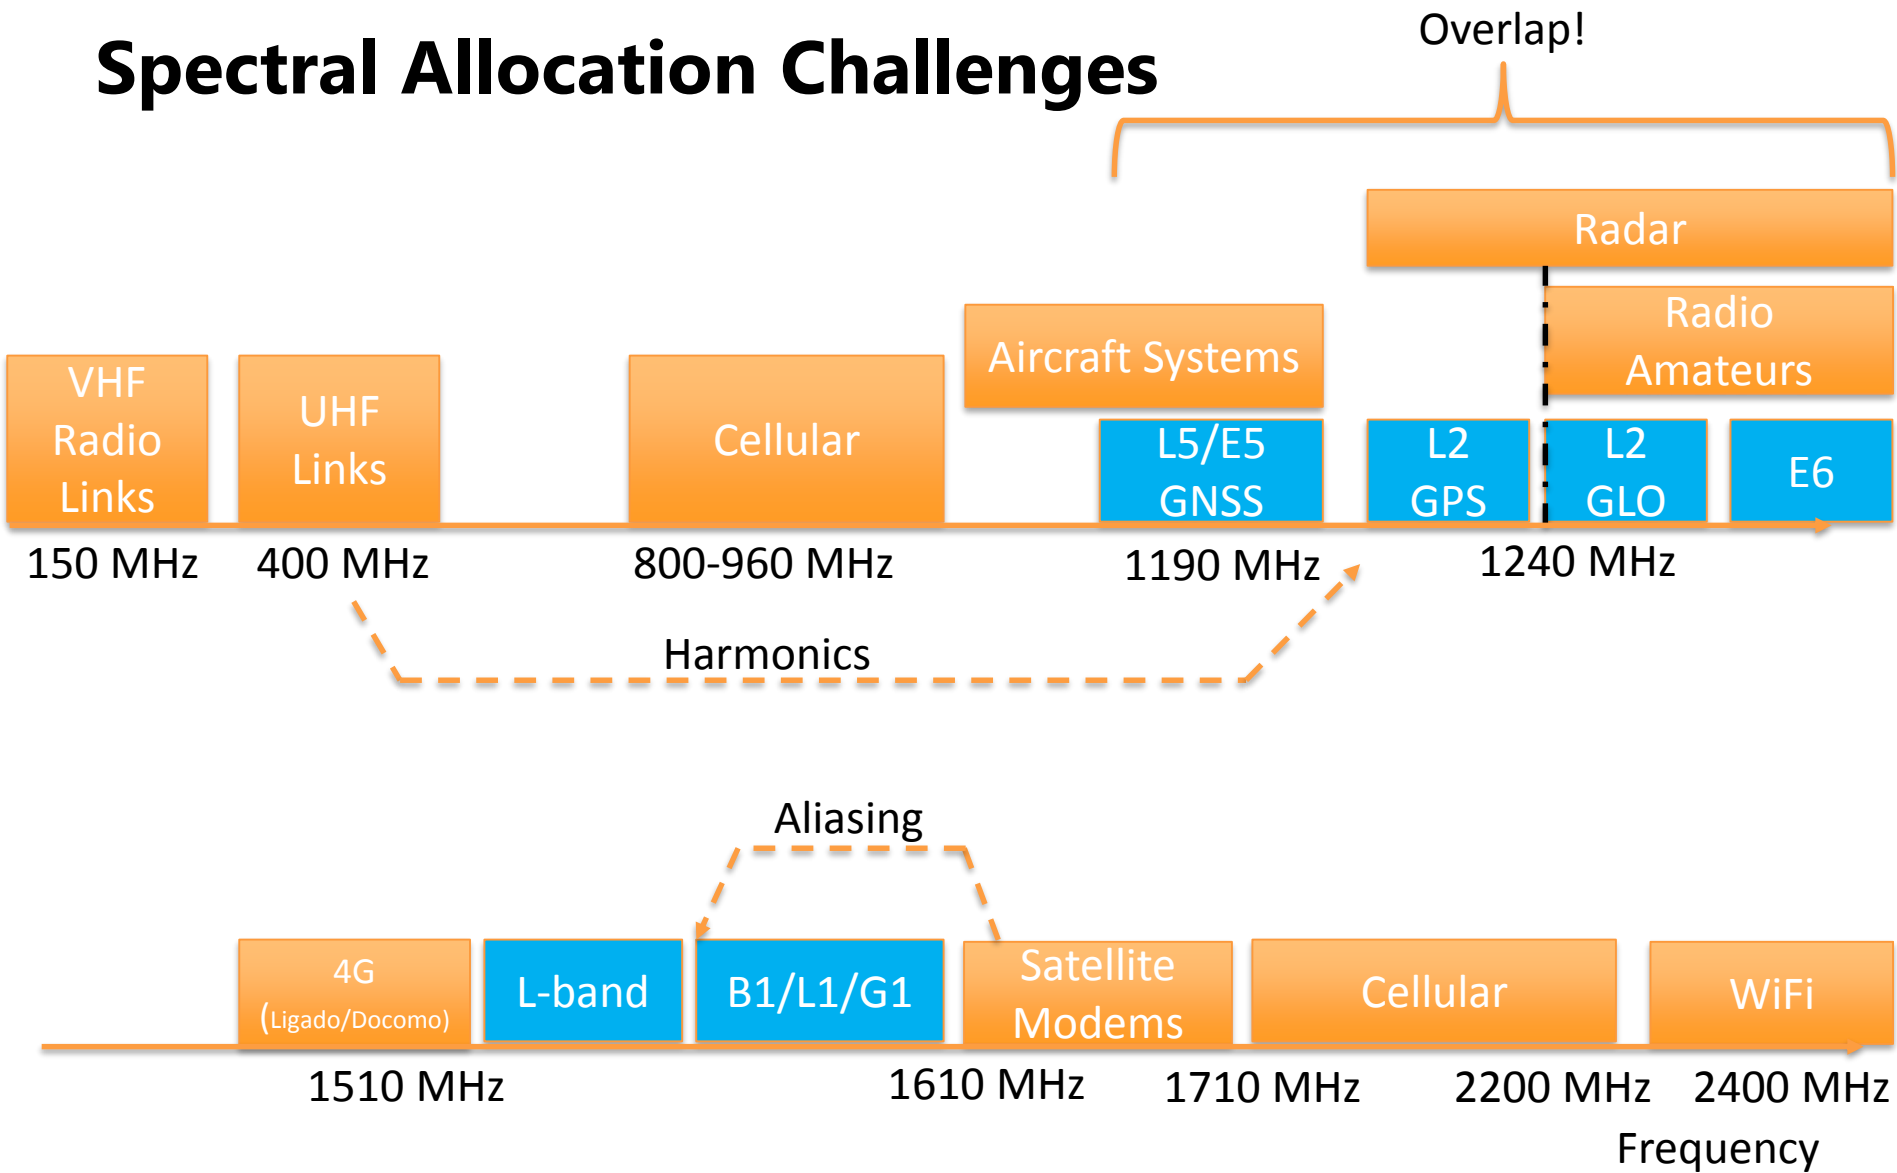 Spectral Allocation Challenges
Overlap!
Radar
Radio
Amateurs
Aircraft Systems
VHF
Radio
Links
UHF
Links
Cellular
L5/E5
GNSS
L2
GPS
L2
GLO
E6
150 MHz
400 MHz
800-960 MHz
1190 MHz
1240 MHz
Harmonics
Aliasing
4G
(Ligado/Docomo)
L-band
B1/L1/G1
Satellite
Modems
Cellular
WiFi
1510 MHz
1610 MHz
1710 MHz
2200 MHz
2400 MHz
Frequency